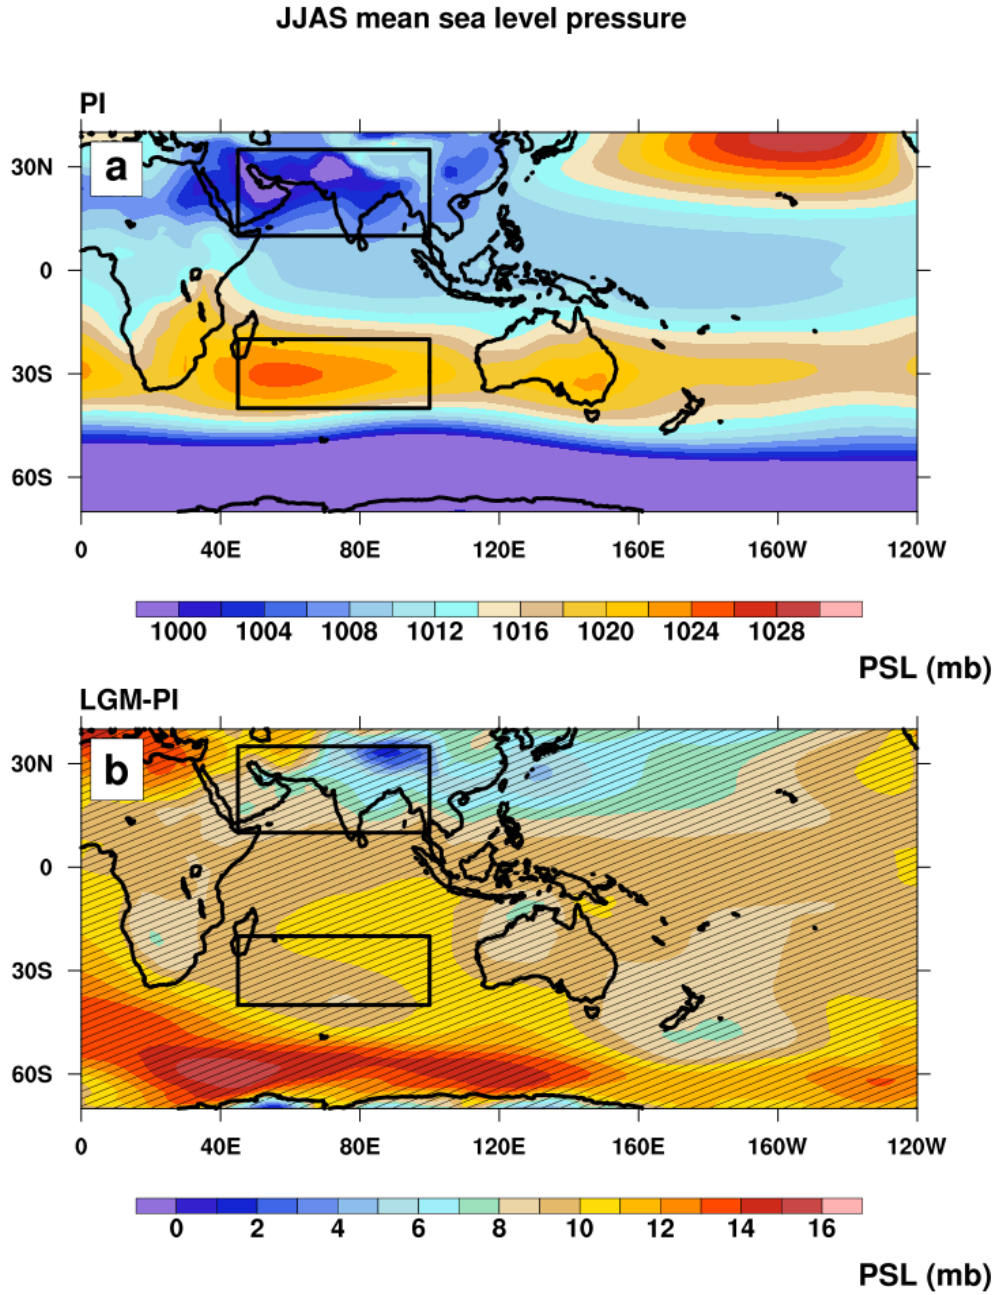 JJAS mean sea level pressure
PI
a
30N
0
30S
60S
0 40E 80E 120E 160E 160W 120W
1000 1004 1008 1012 1016 1020 1024 1028
PSL (mb)
LGM-PI
b
30N
0
30S
60S
0 40E 80E 120E 160E 160W 120W
0 2 4 6 8 10 12 14 16
PSL (mb)